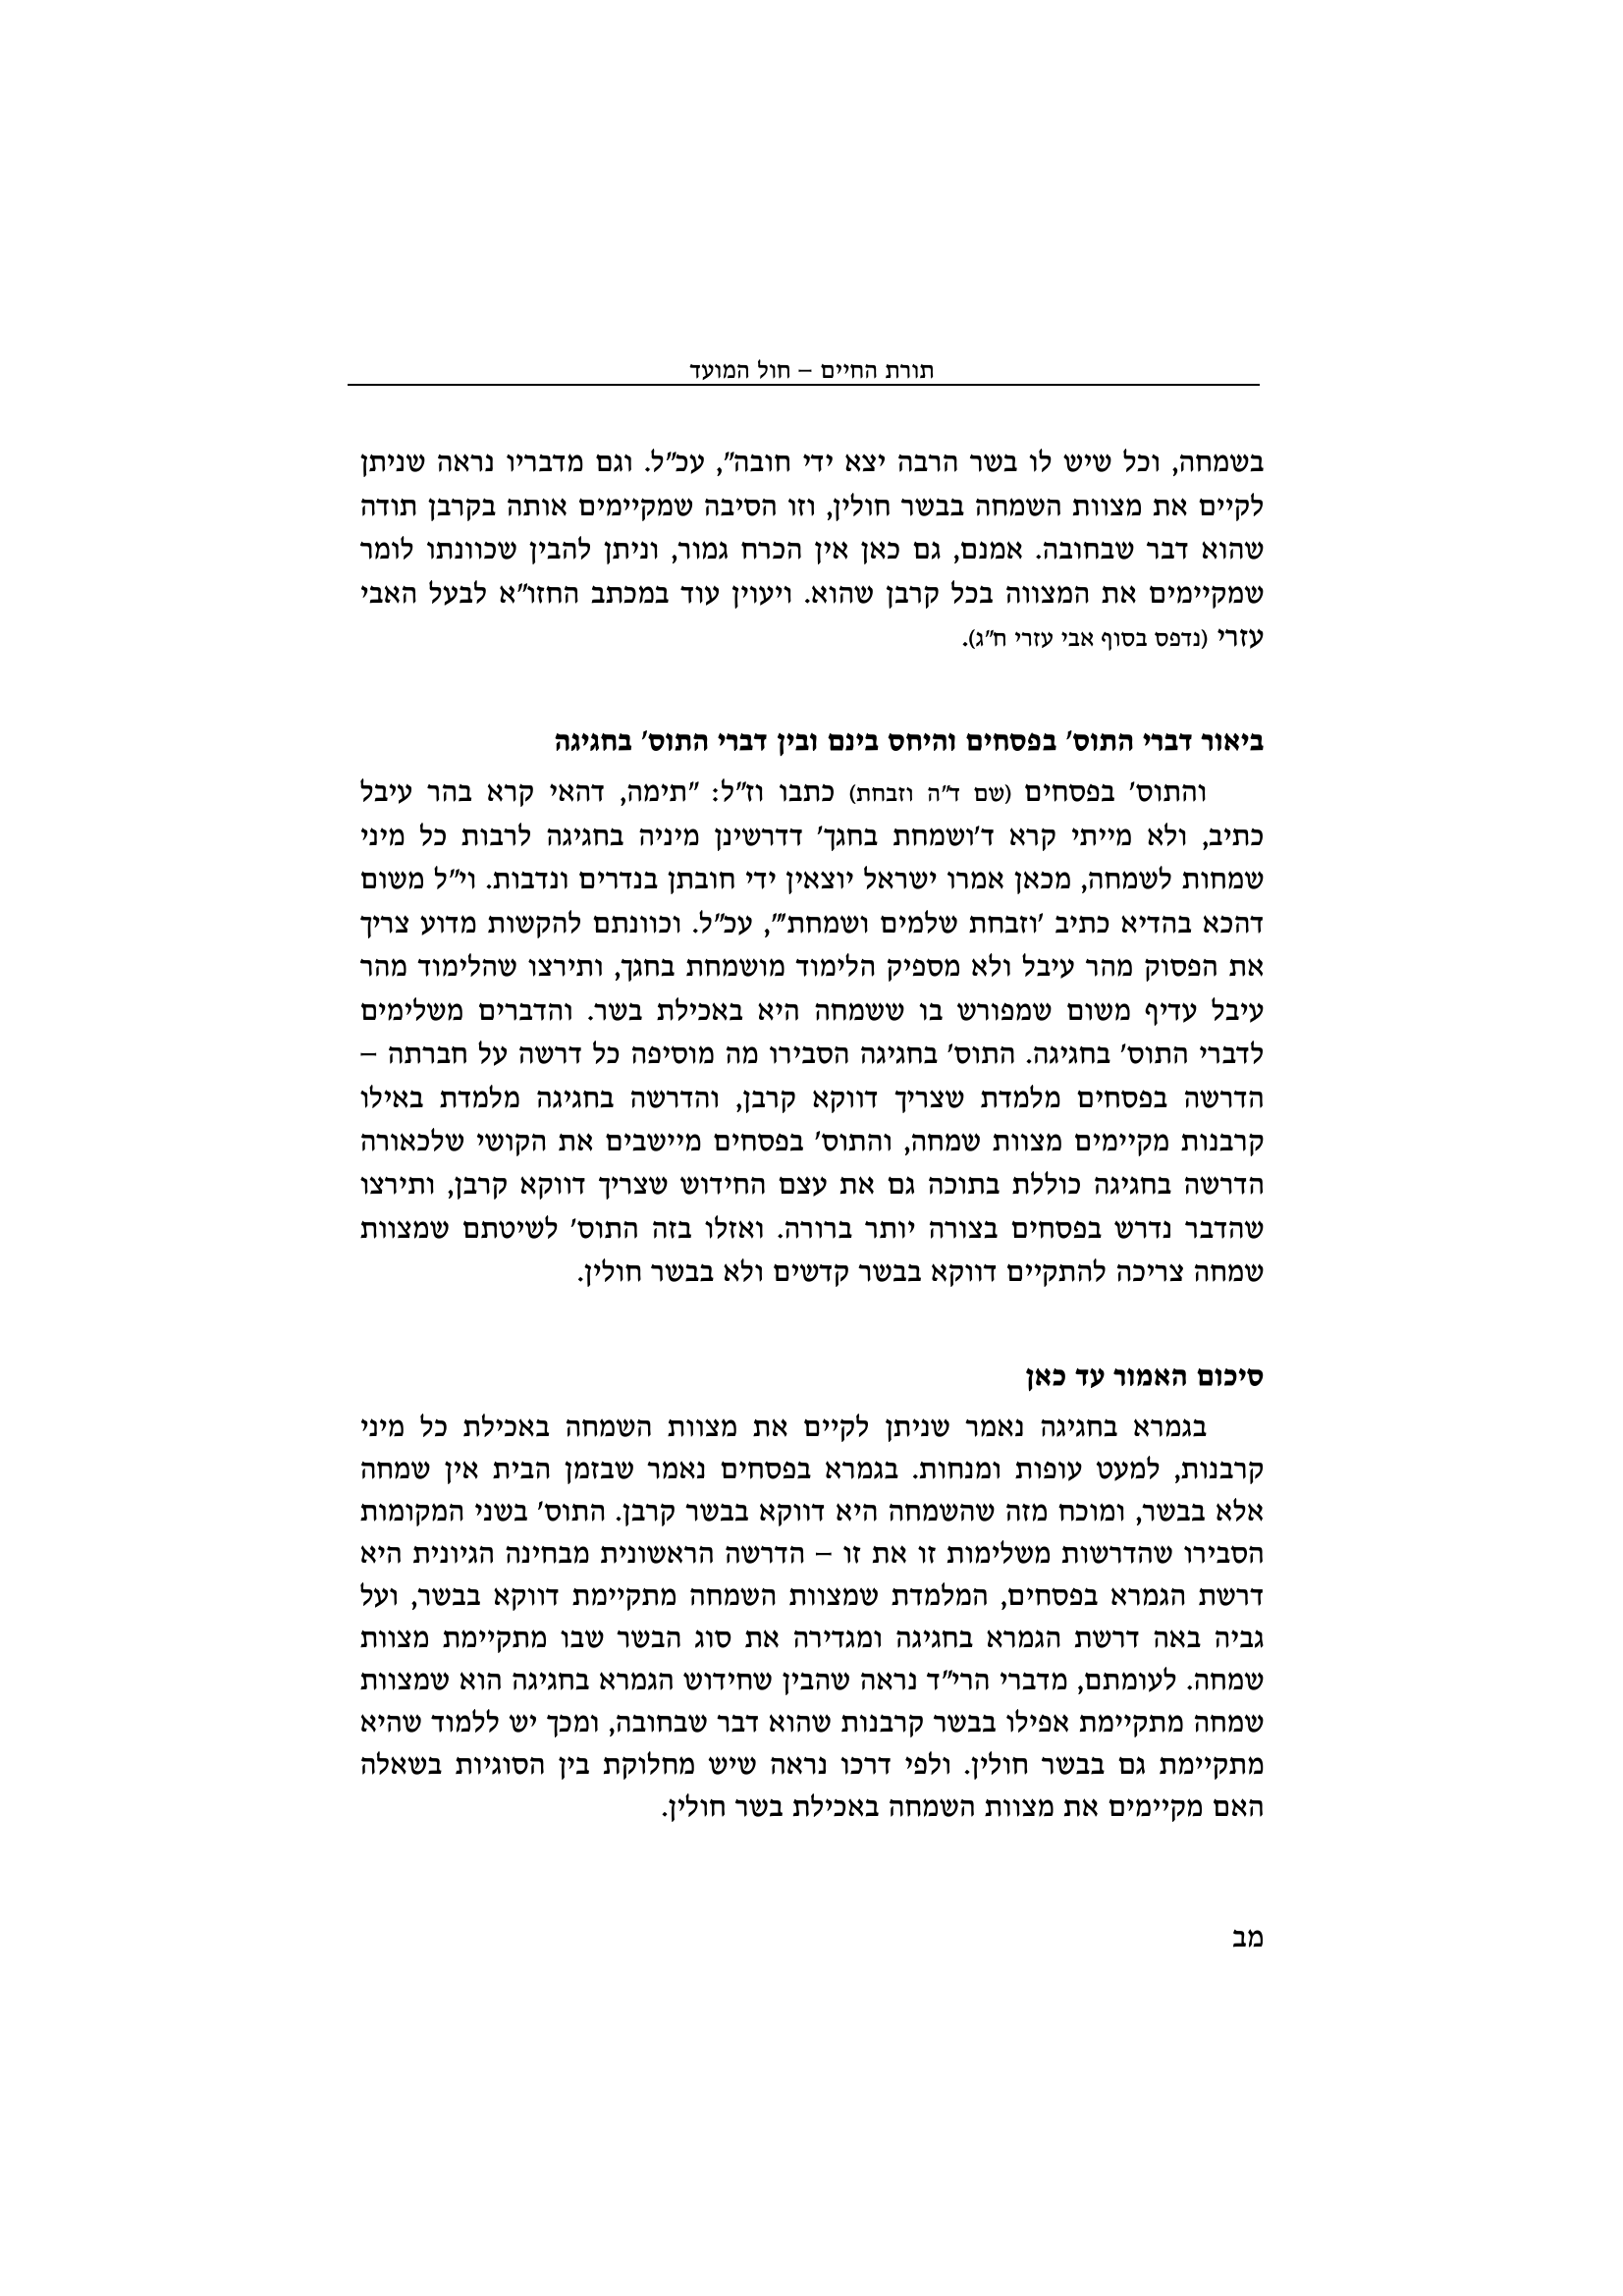 תורת החיים – חול המועד
בשמחה, וכל שיש לו בשר הרבה יצא ידי חובה", עכ"ל. וגם מדבריו נראה שניתן
לקיים את מצוות השמחה בבשר חולין, וזו הסיבה שמקיימים אותה בקרבן תודה
שהוא דבר שבחובה. אמנם, גם כאן אין הכרח גמור, וניתן להבין שכוונתו לומר
שמקיימים את המצווה בכל קרבן שהוא. ויעוין עוד במכתב החזו"א לבעל האבי
עזרי (נדפס בסוף אבי עזרי ח"ג).
ביאור דברי התוס' בפסחים והיחס בינם ובין דברי התוס' בחגיגה
והתוס' בפסחים (שם ד"ה וזבחת) כתבו וז"ל: "תימה, דהאי קרא בהר עיבל
כתיב, ולא מייתי קרא ד'ושמחת בחגך' דדרשינן מיניה בחגיגה לרבות כל מיני
שמחות לשמחה, מכאן אמרו ישראל יוצאין ידי חובתן בנדרים ונדבות. וי"ל משום
דהכא בהדיא כתיב 'וזבחת שלמים ושמחת'", עכ"ל. וכוונתם להקשות מדוע צריך
את הפסוק מהר עיבל ולא מספיק הלימוד מושמחת בחגך, ותירצו שהלימוד מהר
עיבל עדיף משום שמפורש בו ששמחה היא באכילת בשר. והדברים משלימים
לדברי התוס' בחגיגה. התוס' בחגיגה הסבירו מה מוסיפה כל דרשה על חברתה –
הדרשה בפסחים מלמדת שצריך דווקא קרבן, והדרשה בחגיגה מלמדת באילו
קרבנות מקיימים מצוות שמחה, והתוס' בפסחים מיישבים את הקושי שלכאורה
הדרשה בחגיגה כוללת בתוכה גם את עצם החידוש שצריך דווקא קרבן, ותירצו
שהדבר נדרש בפסחים בצורה יותר ברורה. ואזלו בזה התוס' לשיטתם שמצוות
שמחה צריכה להתקיים דווקא בבשר קדשים ולא בבשר חולין.
סיכום האמור עד כאן
בגמרא בחגיגה נאמר שניתן לקיים את מצוות השמחה באכילת כל מיני
קרבנות, למעט עופות ומנחות. בגמרא בפסחים נאמר שבזמן הבית אין שמחה
אלא בבשר, ומוכח מזה שהשמחה היא דווקא בבשר קרבן. התוס' בשני המקומות
הסבירו שהדרשות משלימות זו את זו – הדרשה הראשונית מבחינה הגיונית היא
דרשת הגמרא בפסחים, המלמדת שמצוות השמחה מתקיימת דווקא בבשר, ועל
גביה באה דרשת הגמרא בחגיגה ומגדירה את סוג הבשר שבו מתקיימת מצוות
שמחה. לעומתם, מדברי הרי"ד נראה שהבין שחידוש הגמרא בחגיגה הוא שמצוות
שמחה מתקיימת אפילו בבשר קרבנות שהוא דבר שבחובה, ומכך יש ללמוד שהיא
מתקיימת גם בבשר חולין. ולפי דרכו נראה שיש מחלוקת בין הסוגיות בשאלה
האם מקיימים את מצוות השמחה באכילת בשר חולין.
מב